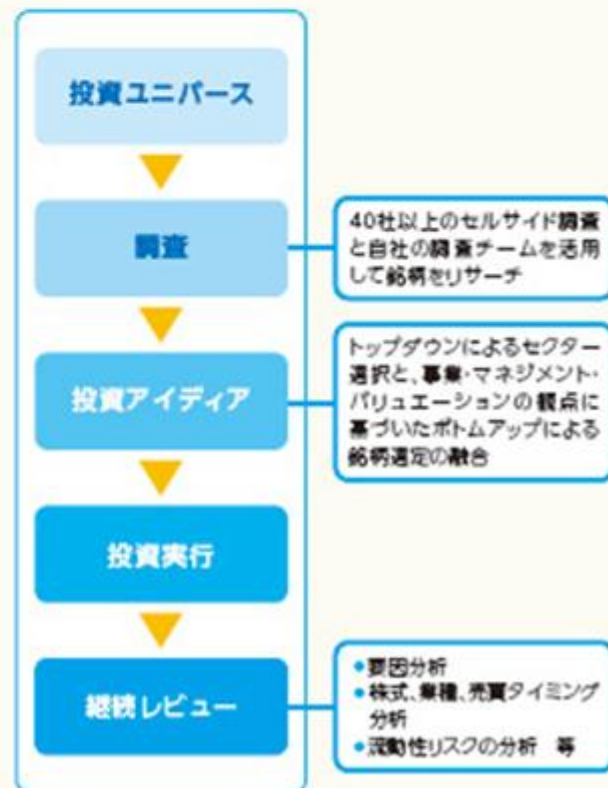 投資ユニバース
調査
40社以上のセルサイド調査
と自社の調査チームを活用
して銘柄をリサーチ
投資アイディア
トップダウンによるセクター
選択と、事業・マネジメント・
バリュエーションの観点に
基づいたボトムアップによる
銘柄選定の融合
投資実行
継続レビュー
●要因分析
●株式、業種、売買タイミング
分析
●流動性リスクの分析 等